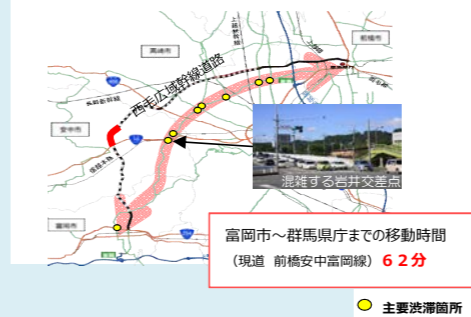 高崎市
前橋市
西毛広域幹線道路
安中市
富岡市
混雑する岩井交差点
富岡市～群馬県庁までの移動時間
（現道　前橋安中富岡線）６２分
主要渋滞箇所